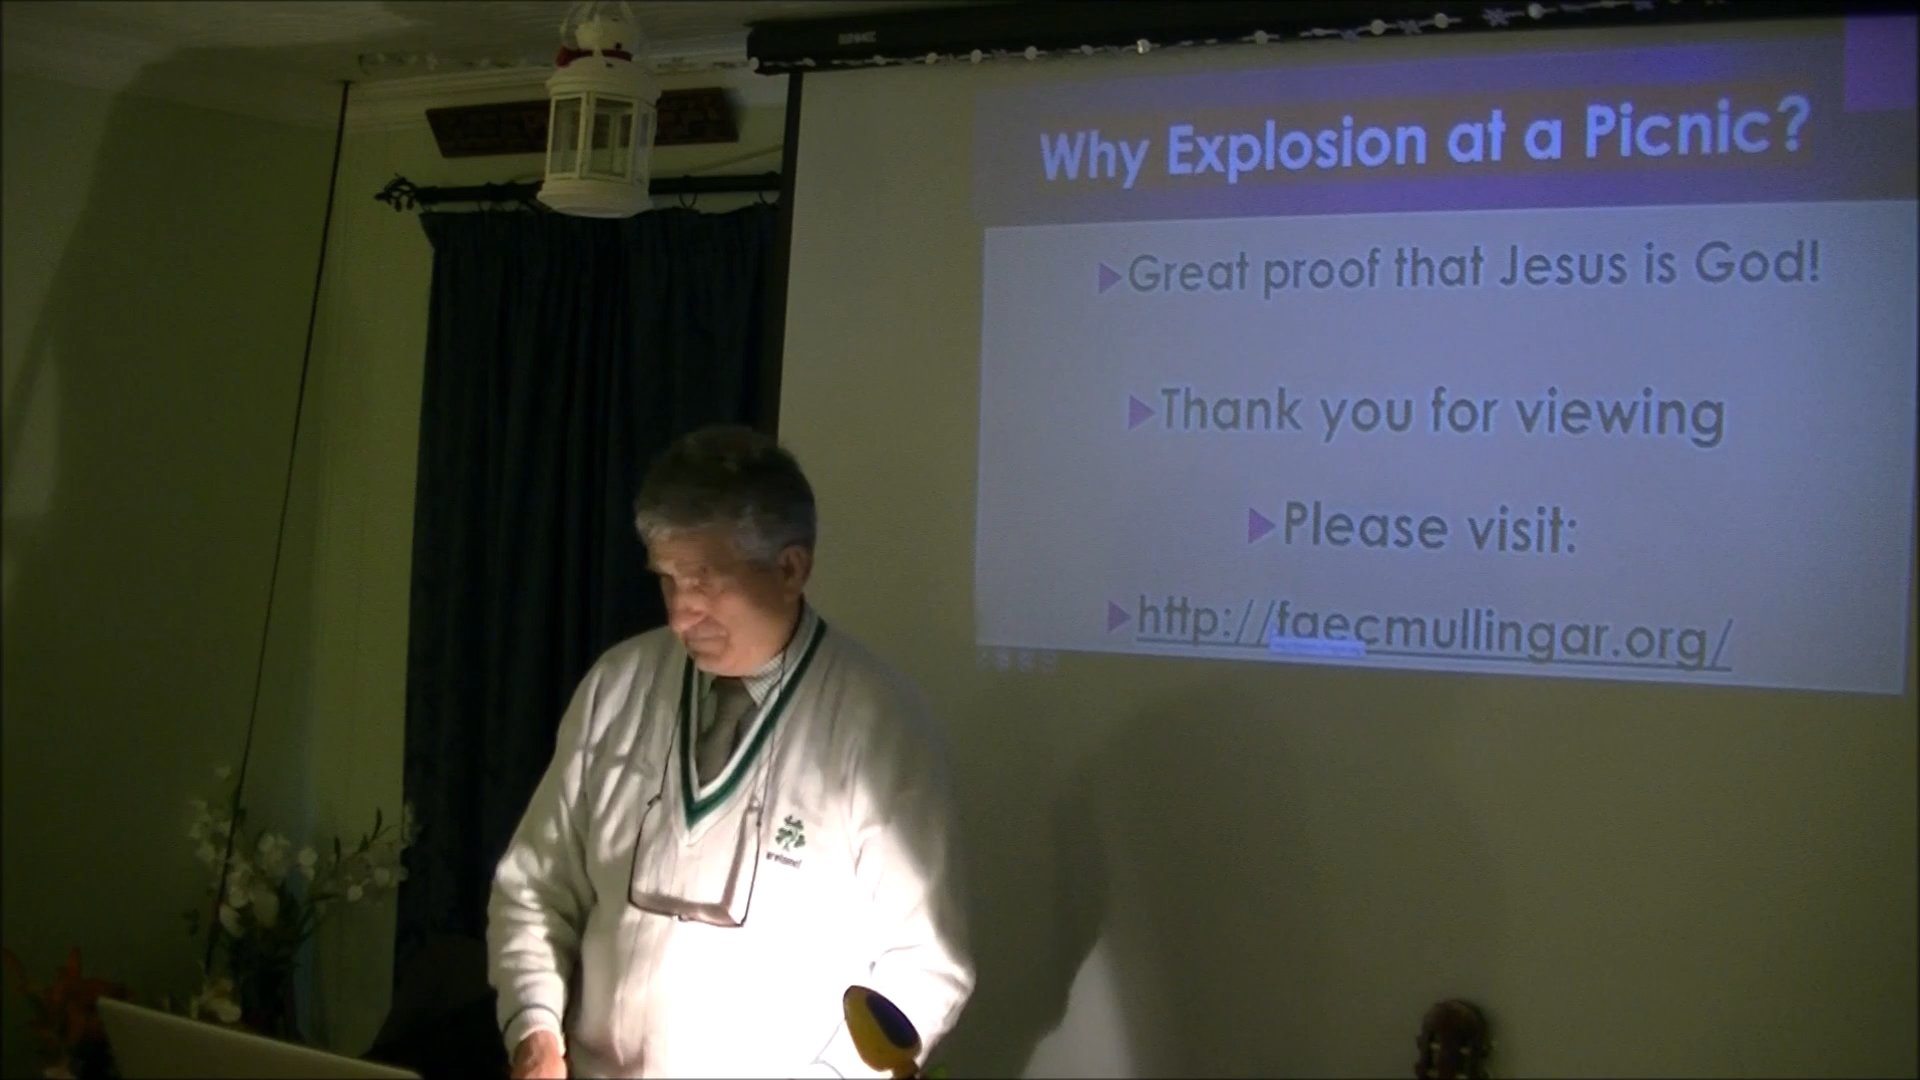 Why Explosion at a Picnic?
Great proof that Jesus is God!
Thank you for viewing
Please visit:
http://faecmullingar.org/
Ireland